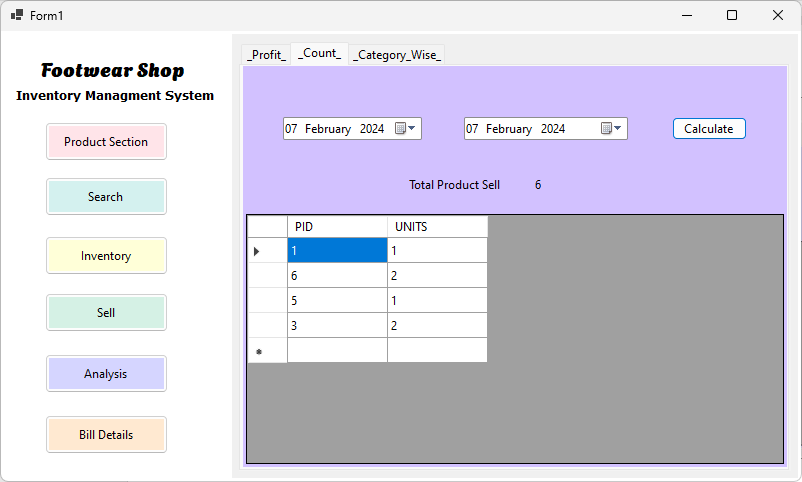 Form1
Footwear Shop
Inventory Managment System
Product Section
Search
Inventory
Sell
Analysis
Bill Details
_Profit_ _Count_ _Category_Wise_
07 February 2024 07 February 2024 Calculate
Total Product Sell 6
PID UNITS
1 1
6 2
5 1
3 2